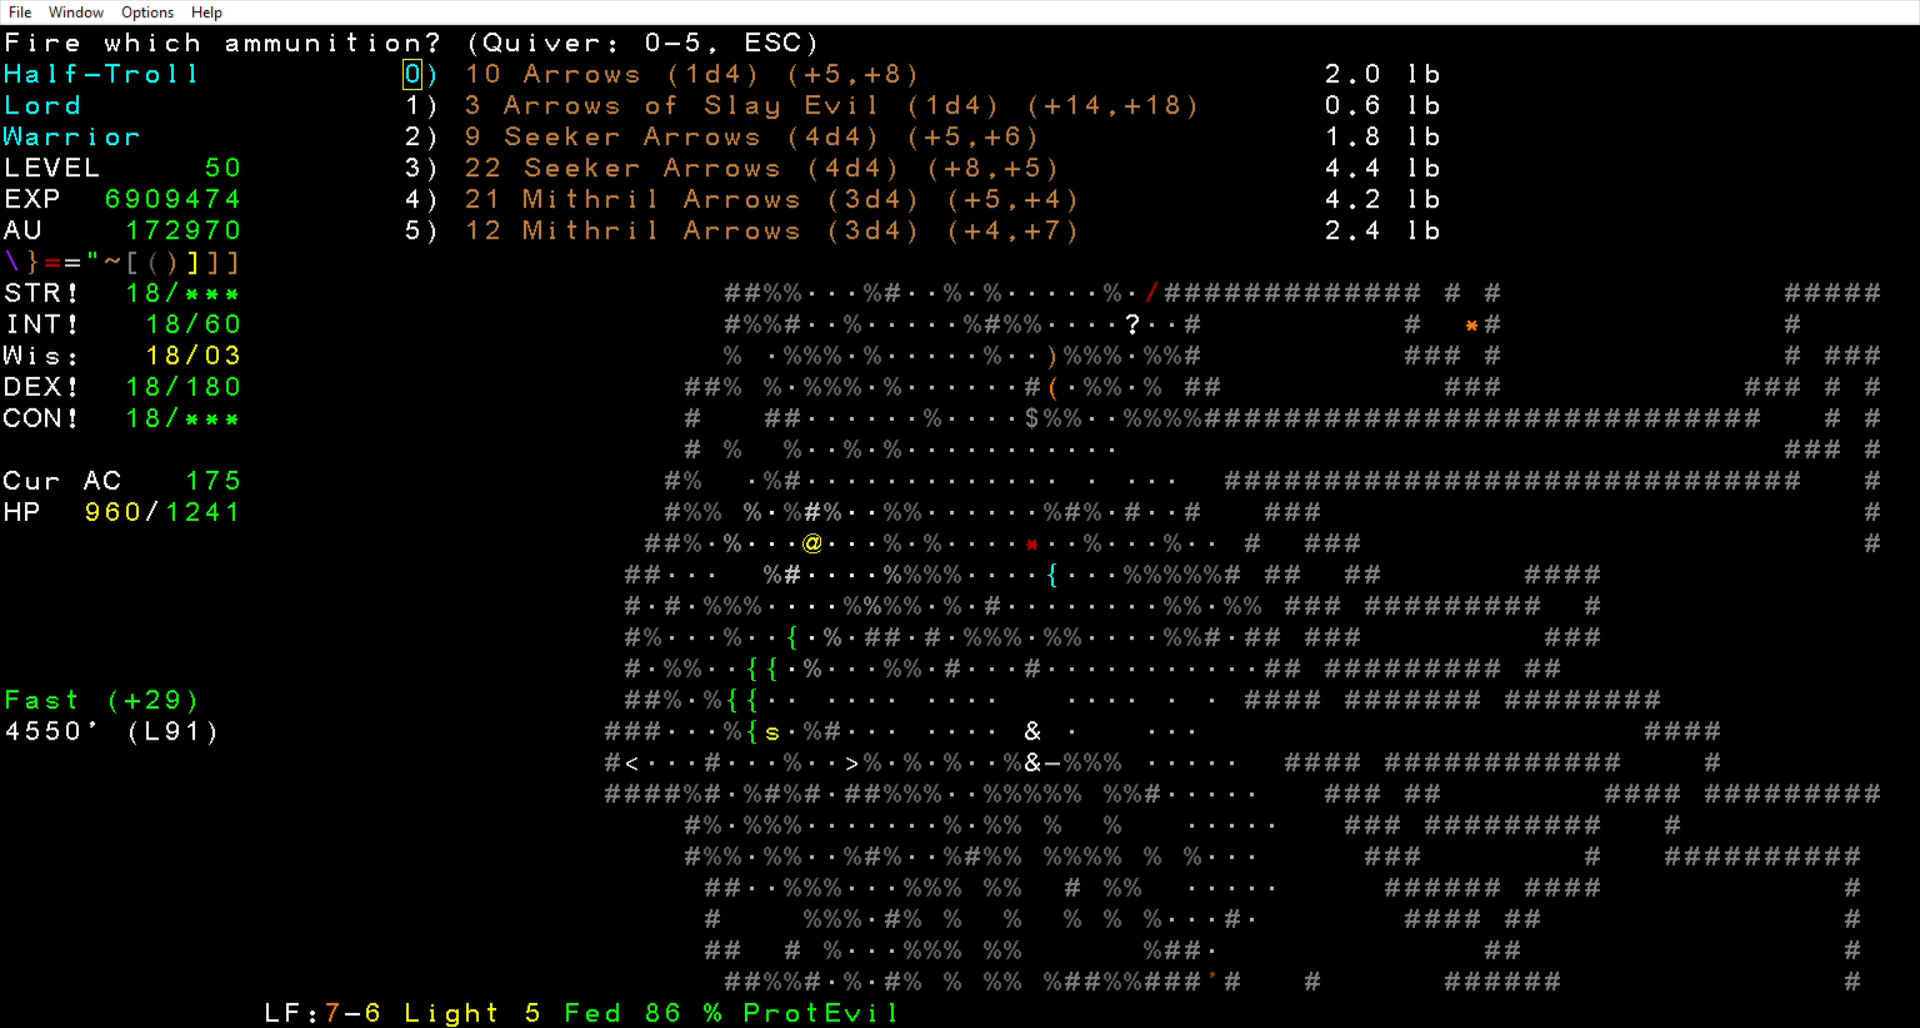 File Window Options Help
Fire which ammunition? (Quiver: 0-5, ESC)
Half-Troll 0) 10 Arrows (1d4) (+5,+8) 2.0 lb
Lord 1) 3 Arrows of Slay Evil (1d4) (+14,+18) 0.6 lb
Warrior 2) 9 Seeker Arrows (4d4) (+5,+6) 1.8 lb
LEVEL 50 3) 22 Seeker Arrows (4d4) (+8,+5) 4.4 lb
EXP 6909474 4) 21 Mithril Arrows (3d4) (+5,+4) 4.2 lb
AU 172970 5) 12 Mithril Arrows (3d4) (+4,+7) 2.4 lb
\}=="~[()]]]
STR! 18/***
INT! 18/60
Wis: 18/03
DEX! 18/180
CON! 18/***
Cur AC 175
HP 960/1241
Fast (+29)
4550' (L91)
LF:7-6 Light 5 Fed 86 % ProtEvil